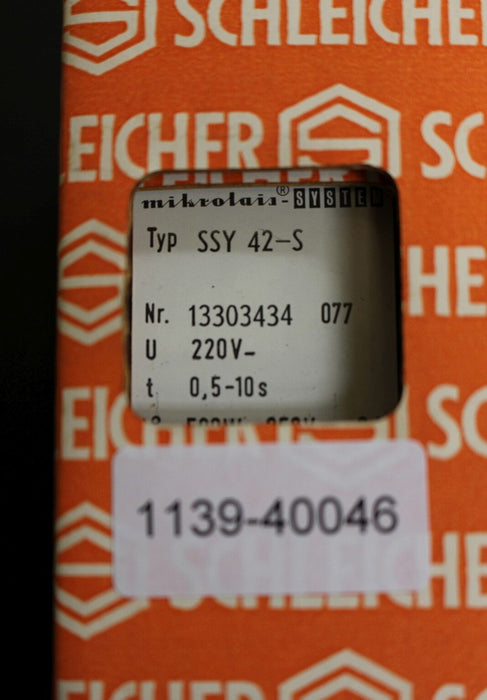 SCHLEICHER
LEICHER SC
mikrolais®-SYSTEM
Typ SSY 42-S
HE
Nr. 13303434 077
U 220V-
t 0,5-10s
LEICHER SC
1139-40046
SCHLEICHER